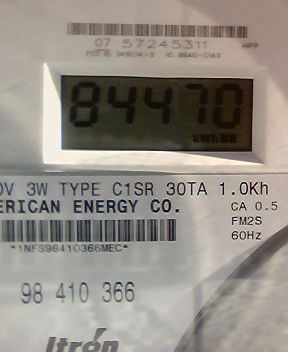 07 57245311
84470
kWh
0V 3W TYPE C1SR 30TA 1.0Kh
ERICAN ENERGY CO.
CA 0.5
FM2S
60Hz
*1NFS98410366MEC*
98 410 366
Itrón